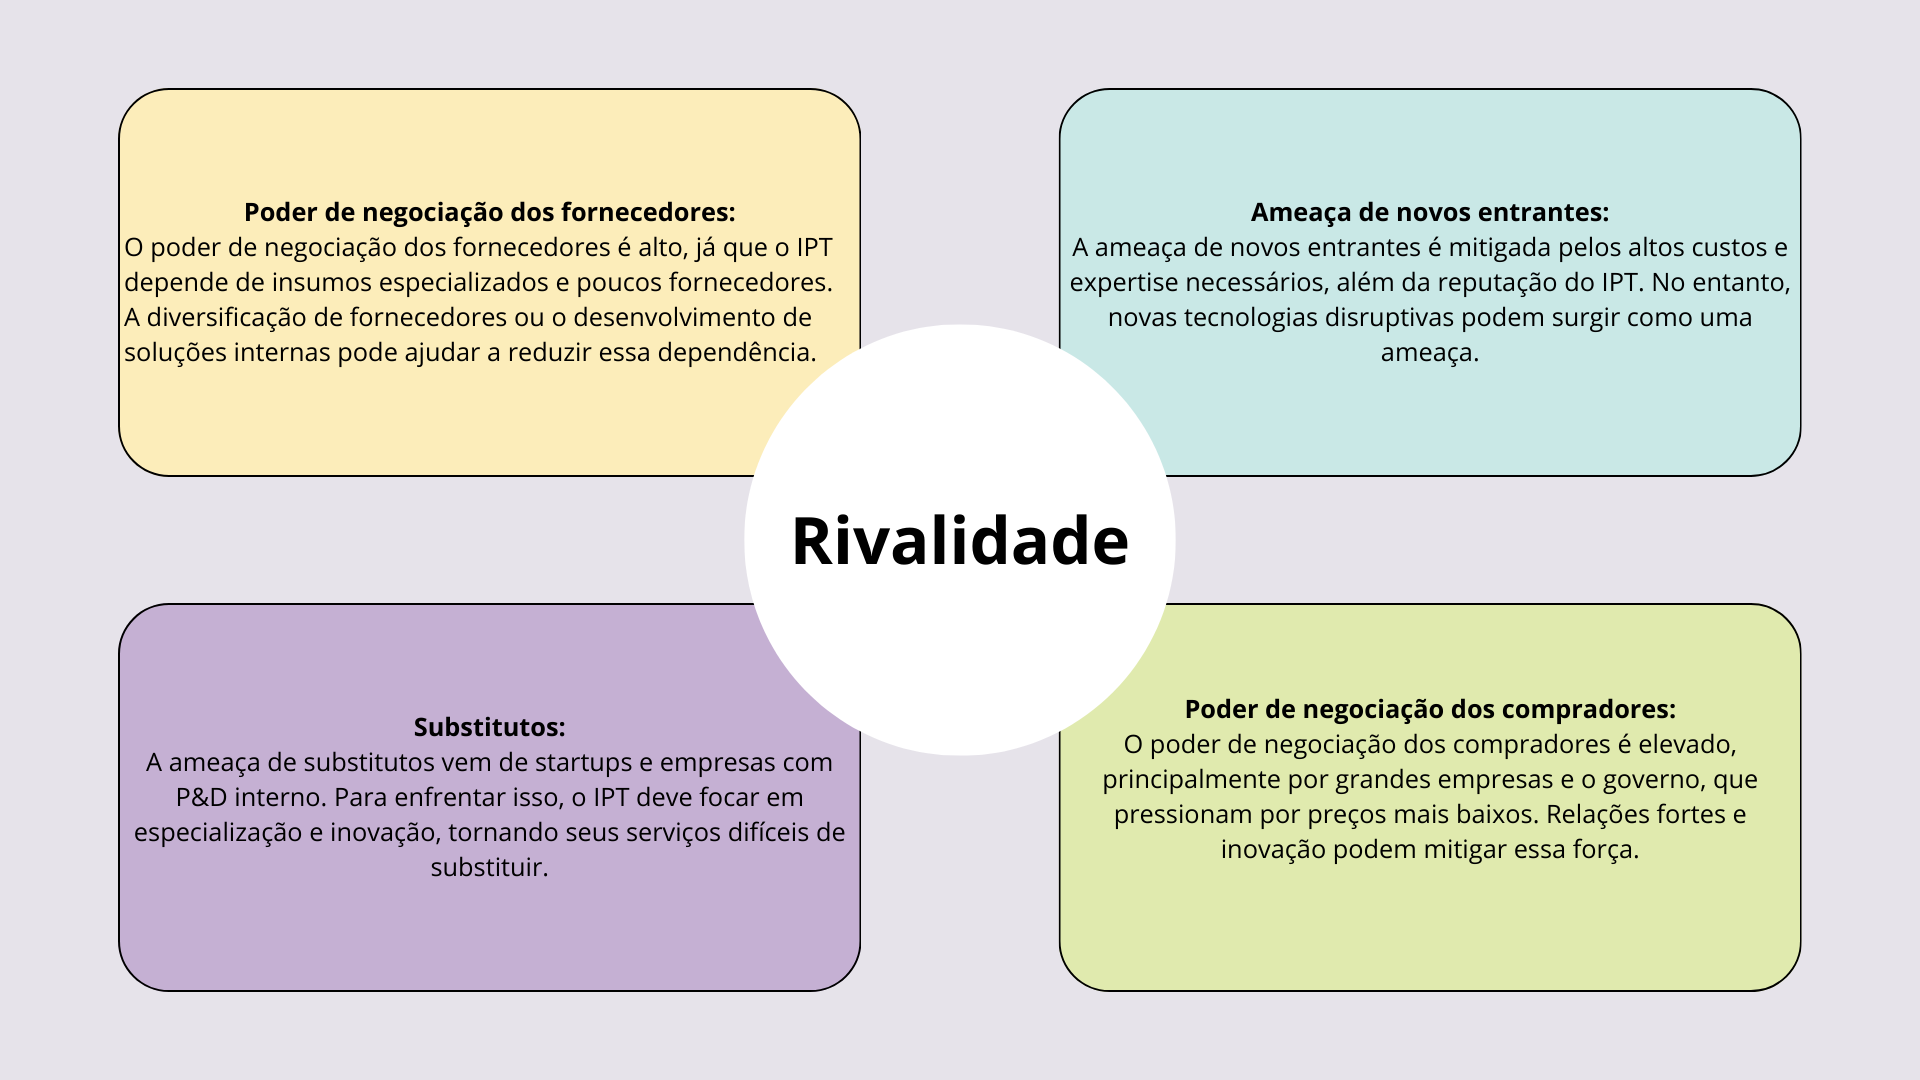 Poder de negociação dos fornecedores:
O poder de negociação dos fornecedores é alto, já que o IPT
depende de insumos especializados e poucos fornecedores.
A diversificação de fornecedores ou o desenvolvimento de
soluções internas pode ajudar a reduzir essa dependência.
Ameaça de novos entrantes:
A ameaça de novos entrantes é mitigada pelos altos custos e
expertise necessários, além da reputação do IPT. No entanto,
novas tecnologias disruptivas podem surgir como uma
ameaça.
Rivalidade
Substitutos:
A ameaça de substitutos vem de startups e empresas com
P&D interno. Para enfrentar isso, o IPT deve focar em
especialização e inovação, tornando seus serviços difíceis de
substituir.
Poder de negociação dos compradores:
O poder de negociação dos compradores é elevado,
principalmente por grandes empresas e o governo, que
pressionam por preços mais baixos. Relações fortes e
inovação podem mitigar essa força.